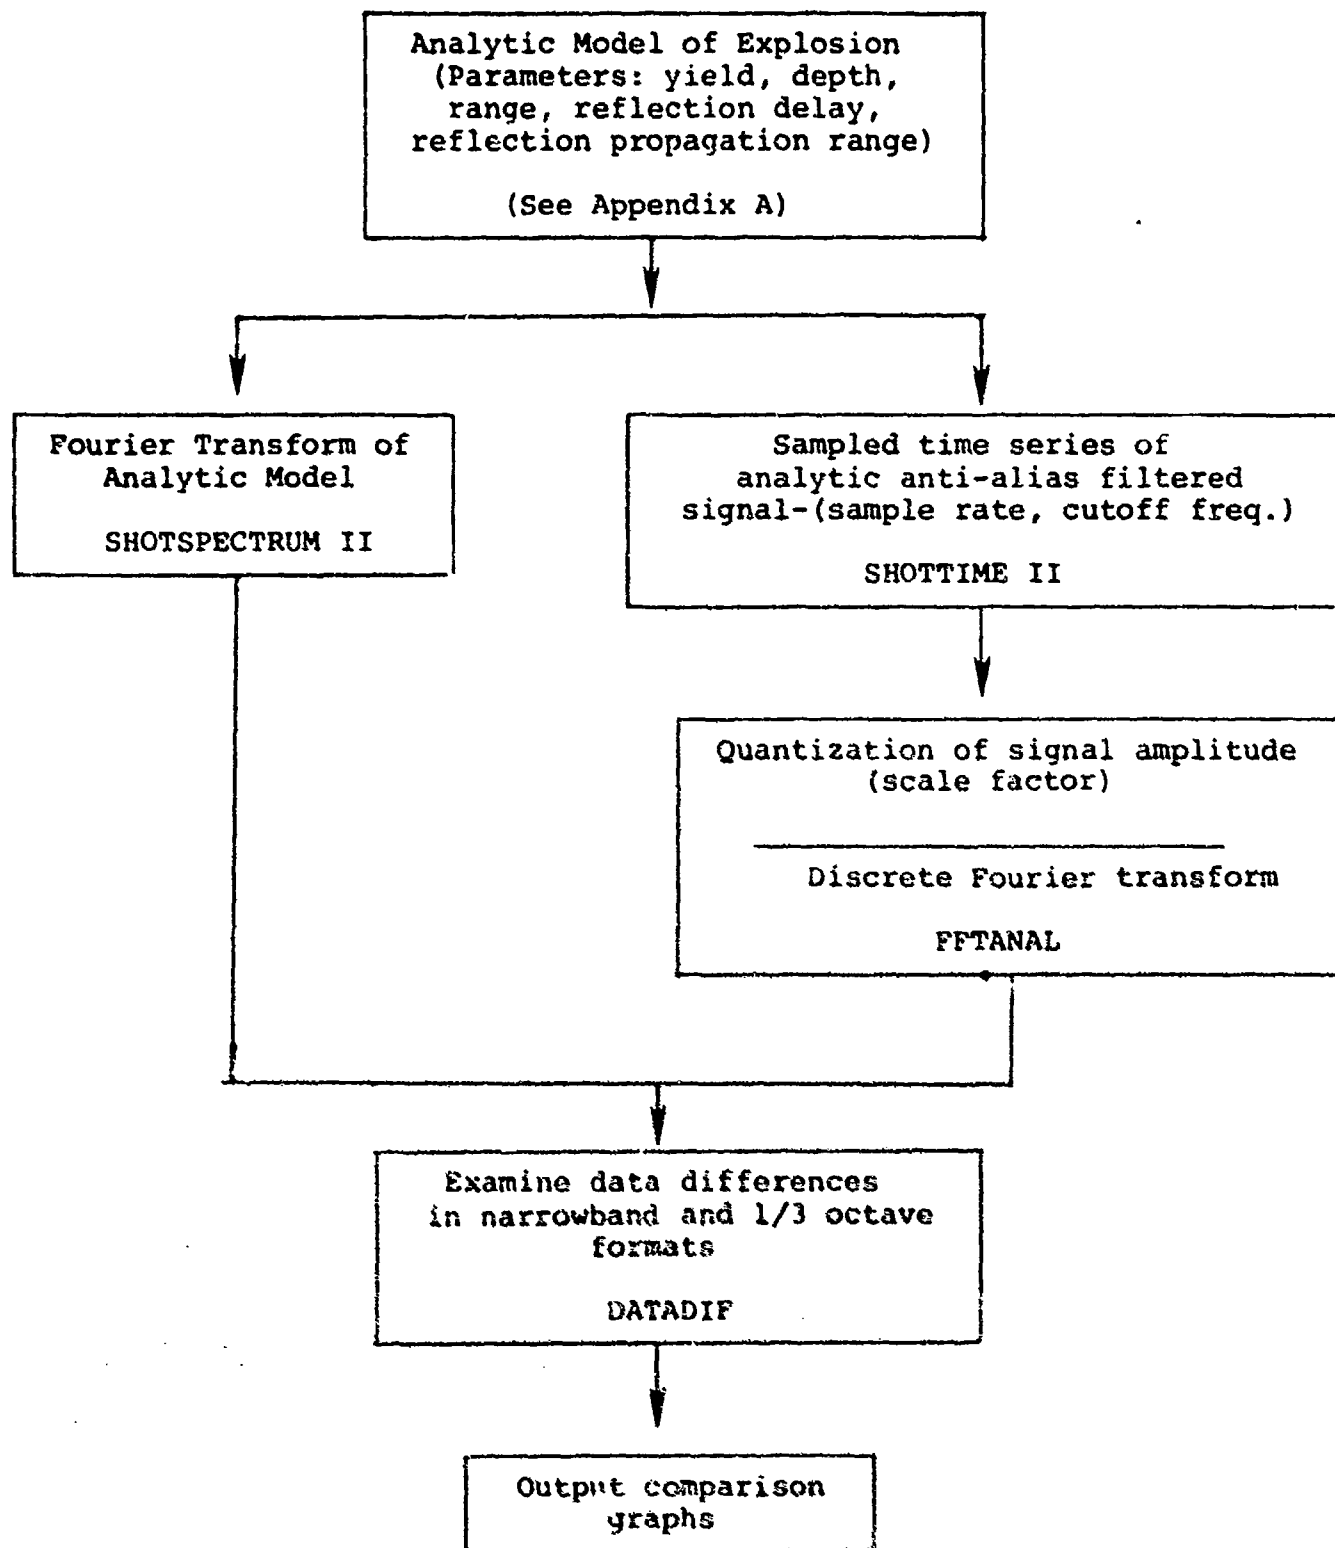 Analytic Model of Explosion
(Parameters: yield, depth,
range, reflection delay,
reflection propagation range)
(See Appendix A)
Fourier Transform of
Analytic Model
SHOTSPECTRUM II
Sampled time series of
analytic anti-alias filtered
signal-(sample rate, cutoff freq.)
SHOTTIME II
Quantization of signal amplitude
(scale factor)
Discrete Fourier transform
FFTANAL
Examine data differences
in narrowband and 1/3 octave
formats
DATADIF
Output comparison
graphs